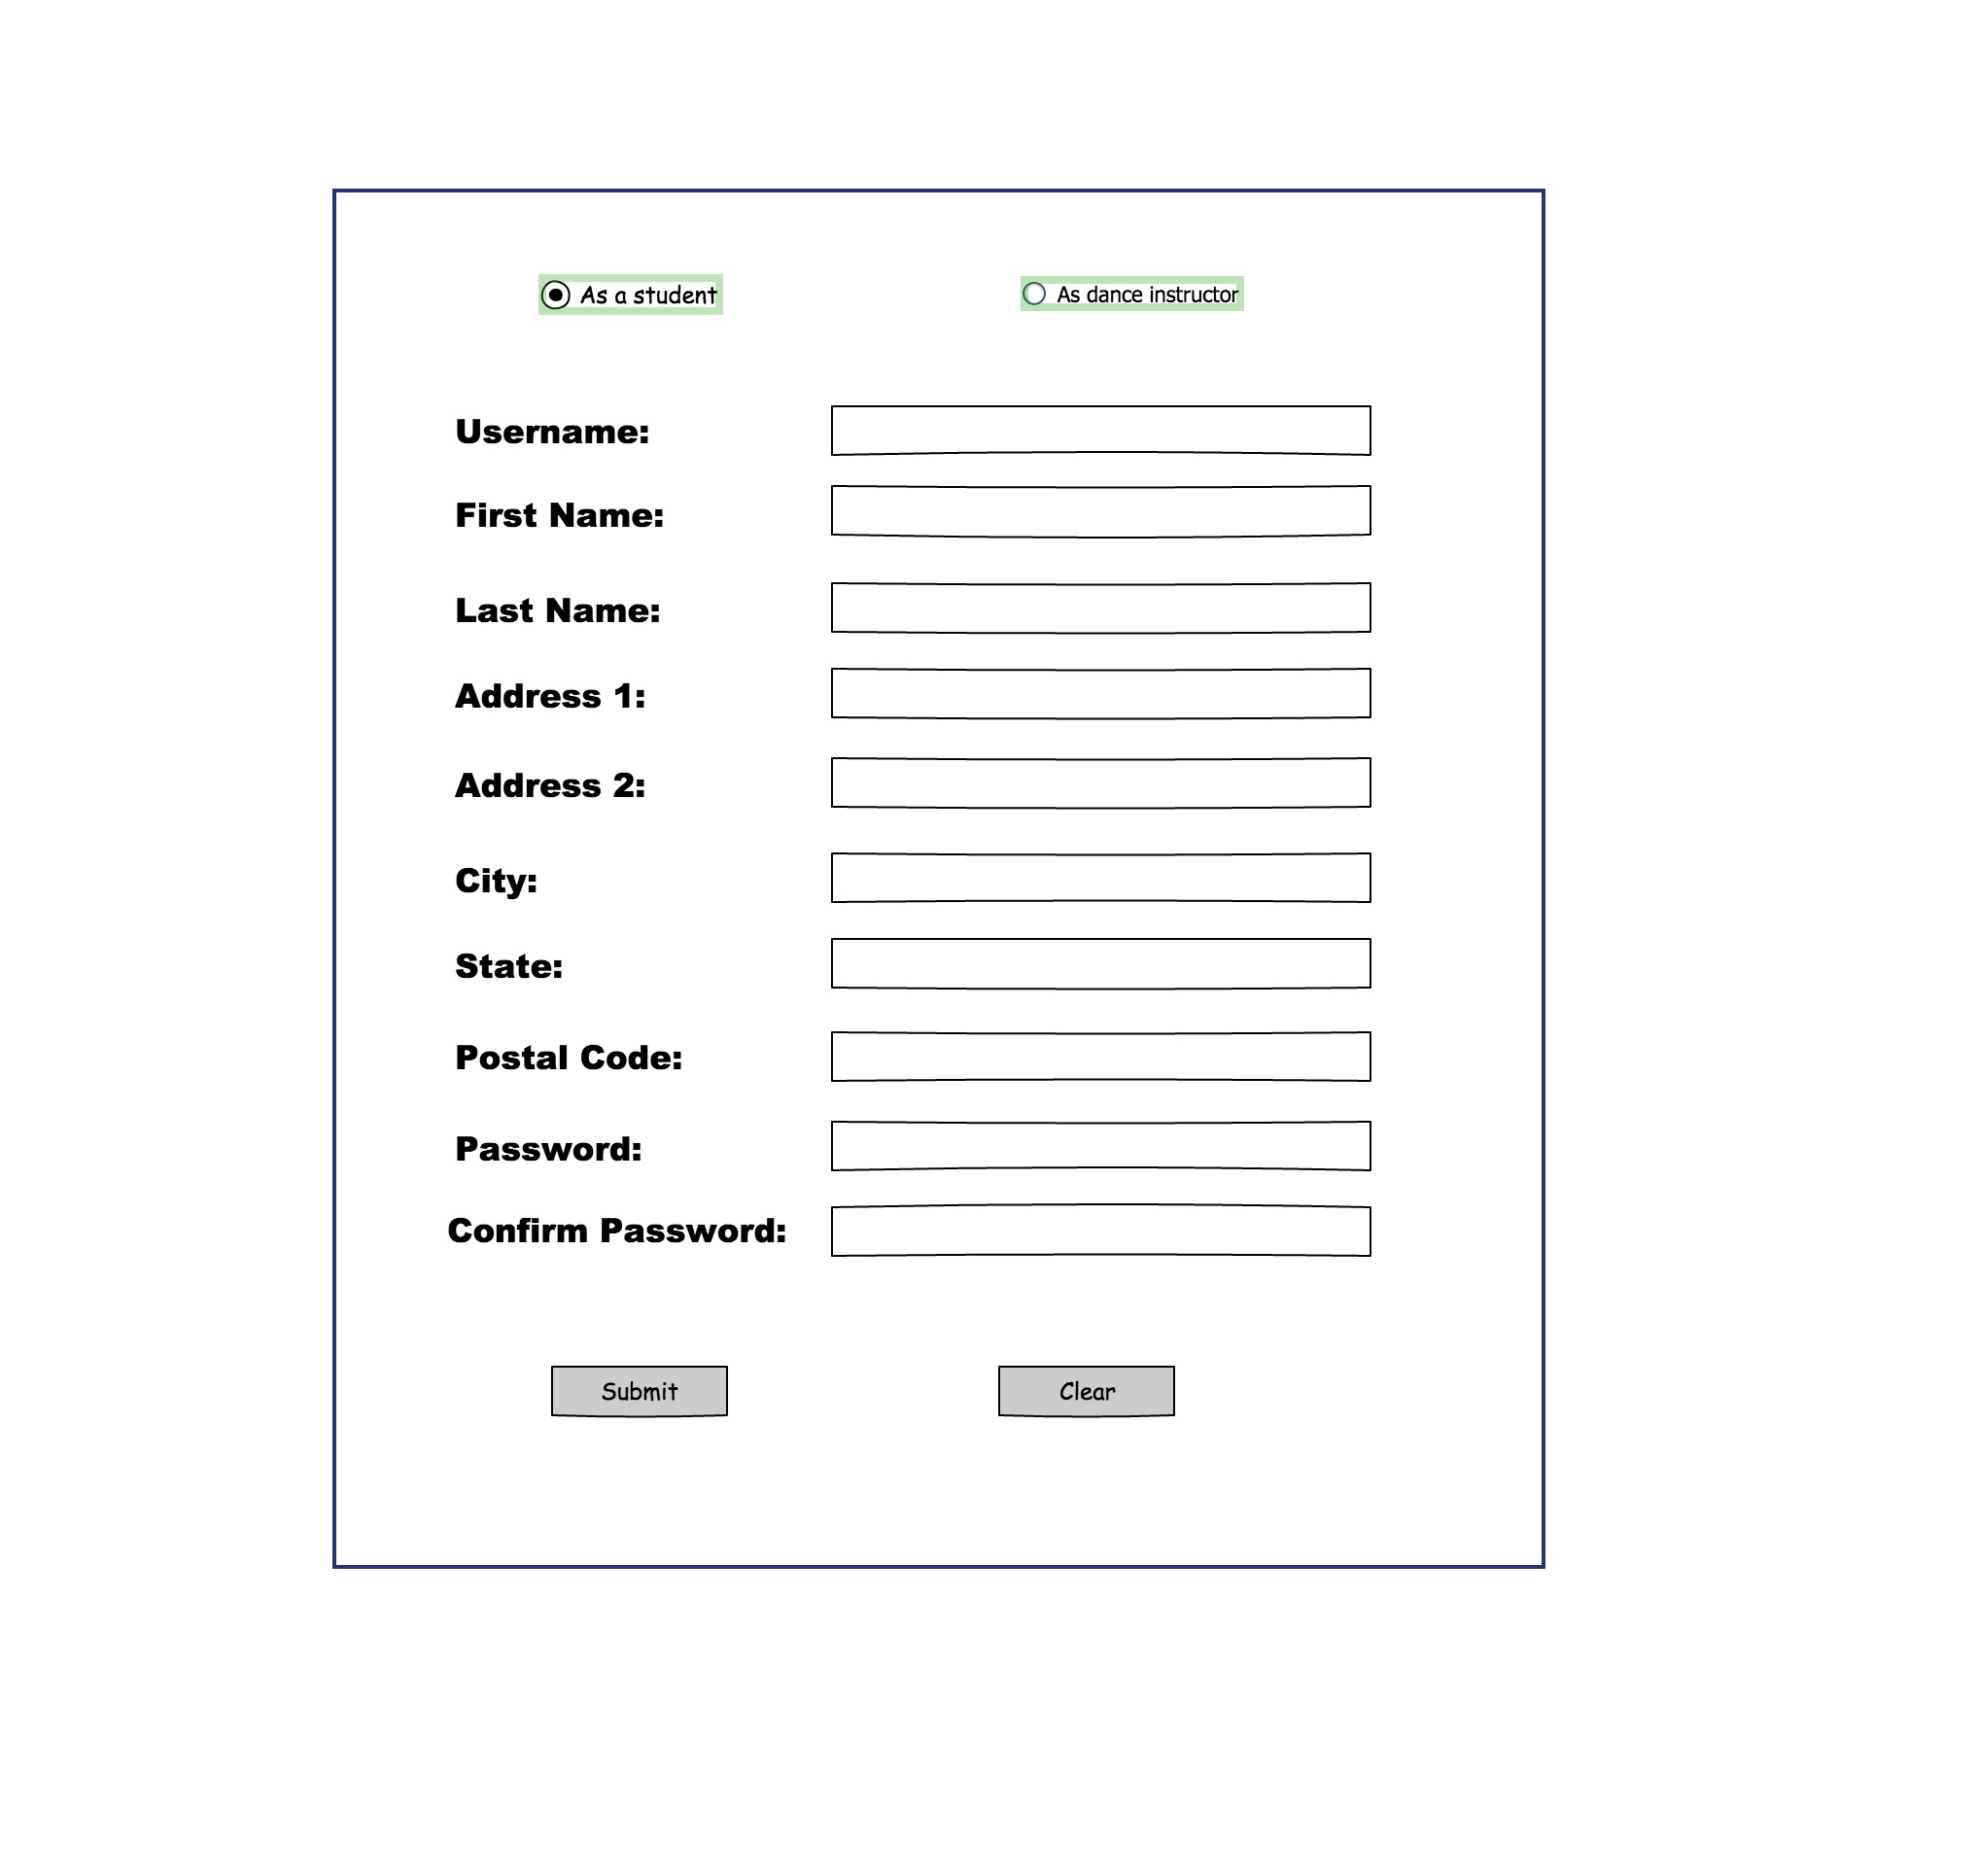 As a student
As dance instructor
Username:
First Name:
Last Name:
Address 1:
Address 2:
City:
State:
Postal Code:
Password:
Confirm Password:
Submit
Clear